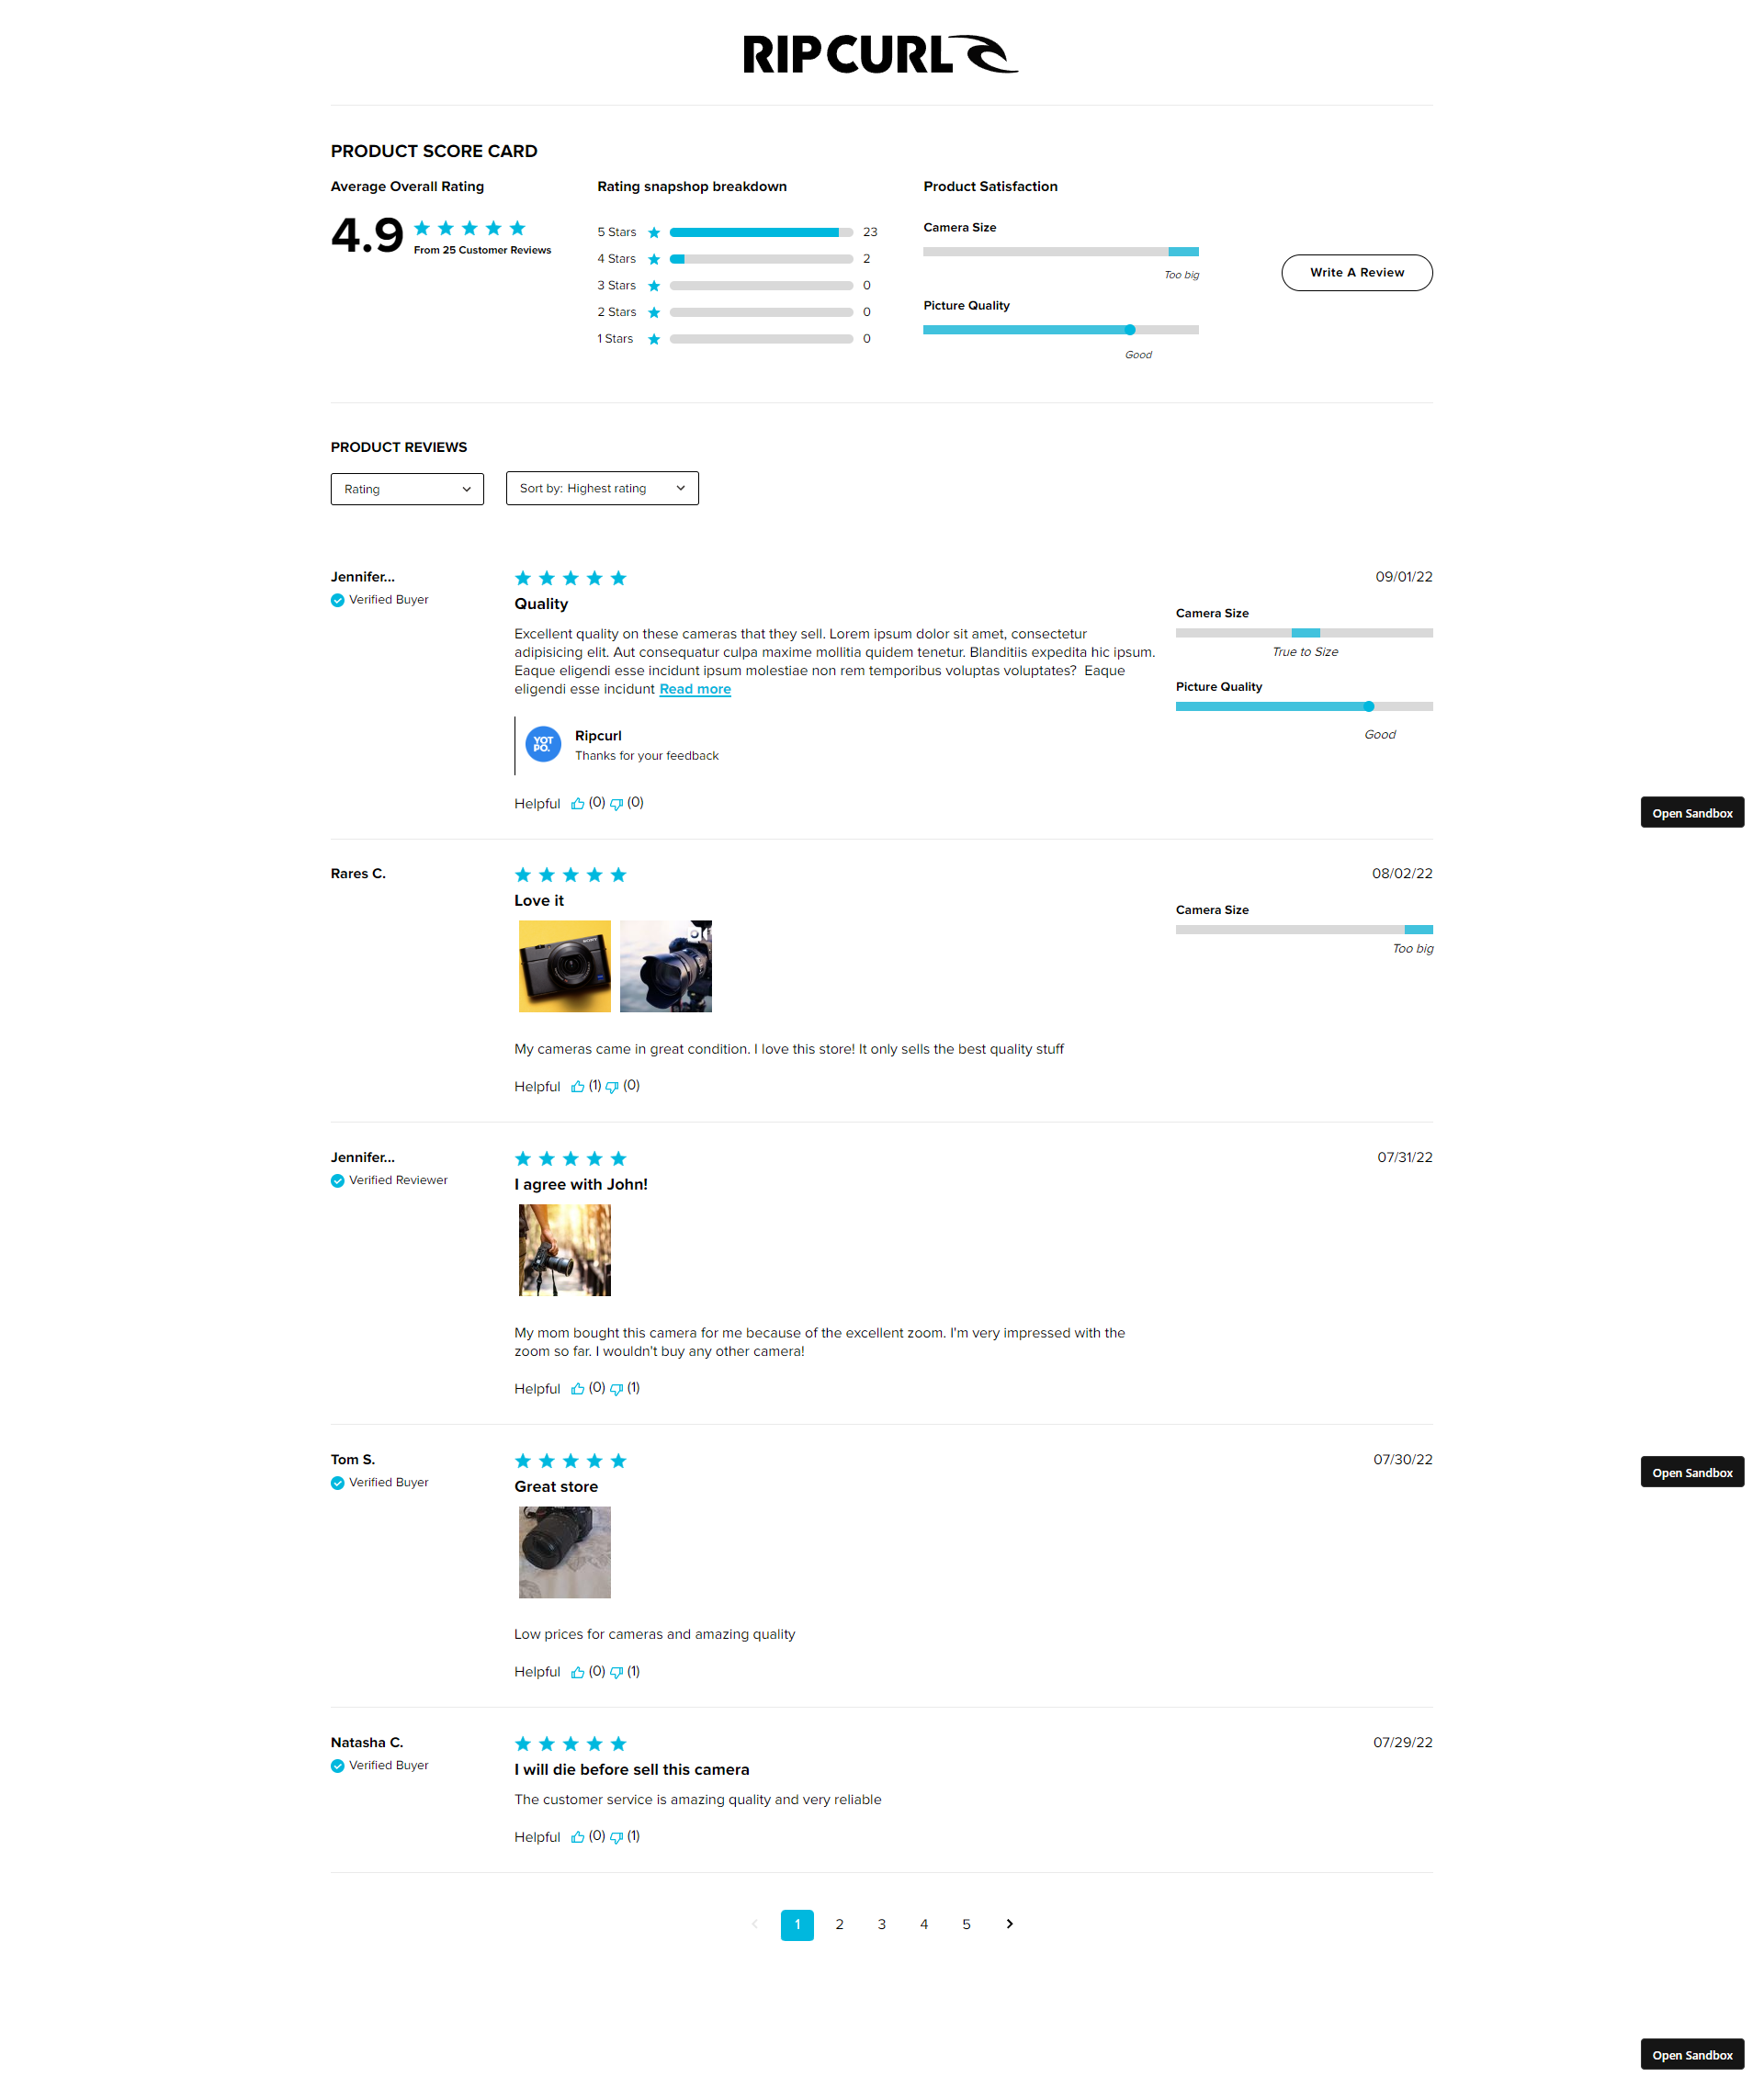 RIP CURL
PRODUCT SCORE CARD
Average Overall Rating
4.9
From 25 Customer Reviews
Rating snapshop breakdown
5 Stars 23
4 Stars 2
3 Stars 0
2 Stars 0
1 Stars 0
Product Satisfaction
Camera Size
Too big
Picture Quality
Good
Write A Review
PRODUCT REVIEWS
Rating
Sort by: Highest rating
Jennifer...
Verified Buyer
Quality
Excellent quality on these cameras that they sell. Lorem ipsum dolor sit amet, consectetur
adipisicing elit. Aut consequatur culpa maxime mollitia quidem tenetur. Blanditiis expedita hic ipsum.
Eaque eligendi esse incidunt ipsum molestiae non rem temporibus voluptas voluptates?  Eaque
eligendi esse incidunt Read more
YOT
PO.
Ripcurl
Thanks for your feedback
Helpful (0) (0)
09/01/22
Camera Size
True to Size
Picture Quality
Good
Open Sandbox
Rares C.
Love it
SONY
My cameras came in great condition. I love this store! It only sells the best quality stuff
Helpful (1) (0)
08/02/22
Camera Size
Too big
Jennifer...
Verified Reviewer
I agree with John!
My mom bought this camera for me because of the excellent zoom. I'm very impressed with the
zoom so far. I wouldn't buy any other camera!
Helpful (0) (1)
07/31/22
Tom S.
Verified Buyer
Great store
Low prices for cameras and amazing quality
Helpful (0) (1)
07/30/22
Open Sandbox
Natasha C.
Verified Buyer
I will die before sell this camera
The customer service is amazing quality and very reliable
Helpful (0) (1)
07/29/22
1 2 3 4 5
Open Sandbox